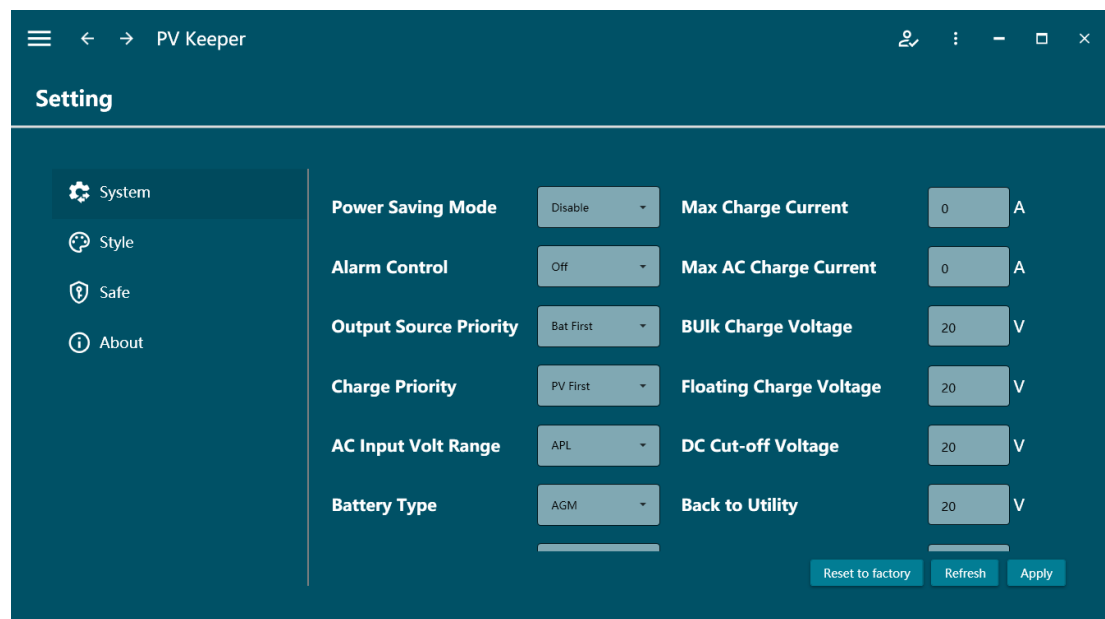 PV Keeper
Setting
System
Style
Safe
About
Power Saving Mode Disable Max Charge Current 0 A
Alarm Control Off Max AC Charge Current 0 A
Output Source Priority Bat First BUlk Charge Voltage 20 V
Charge Priority PV First Floating Charge Voltage 20 V
AC Input Volt Range APL DC Cut-off Voltage 20 V
Battery Type AGM Back to Utility 20 V
Reset to factory Refresh Apply